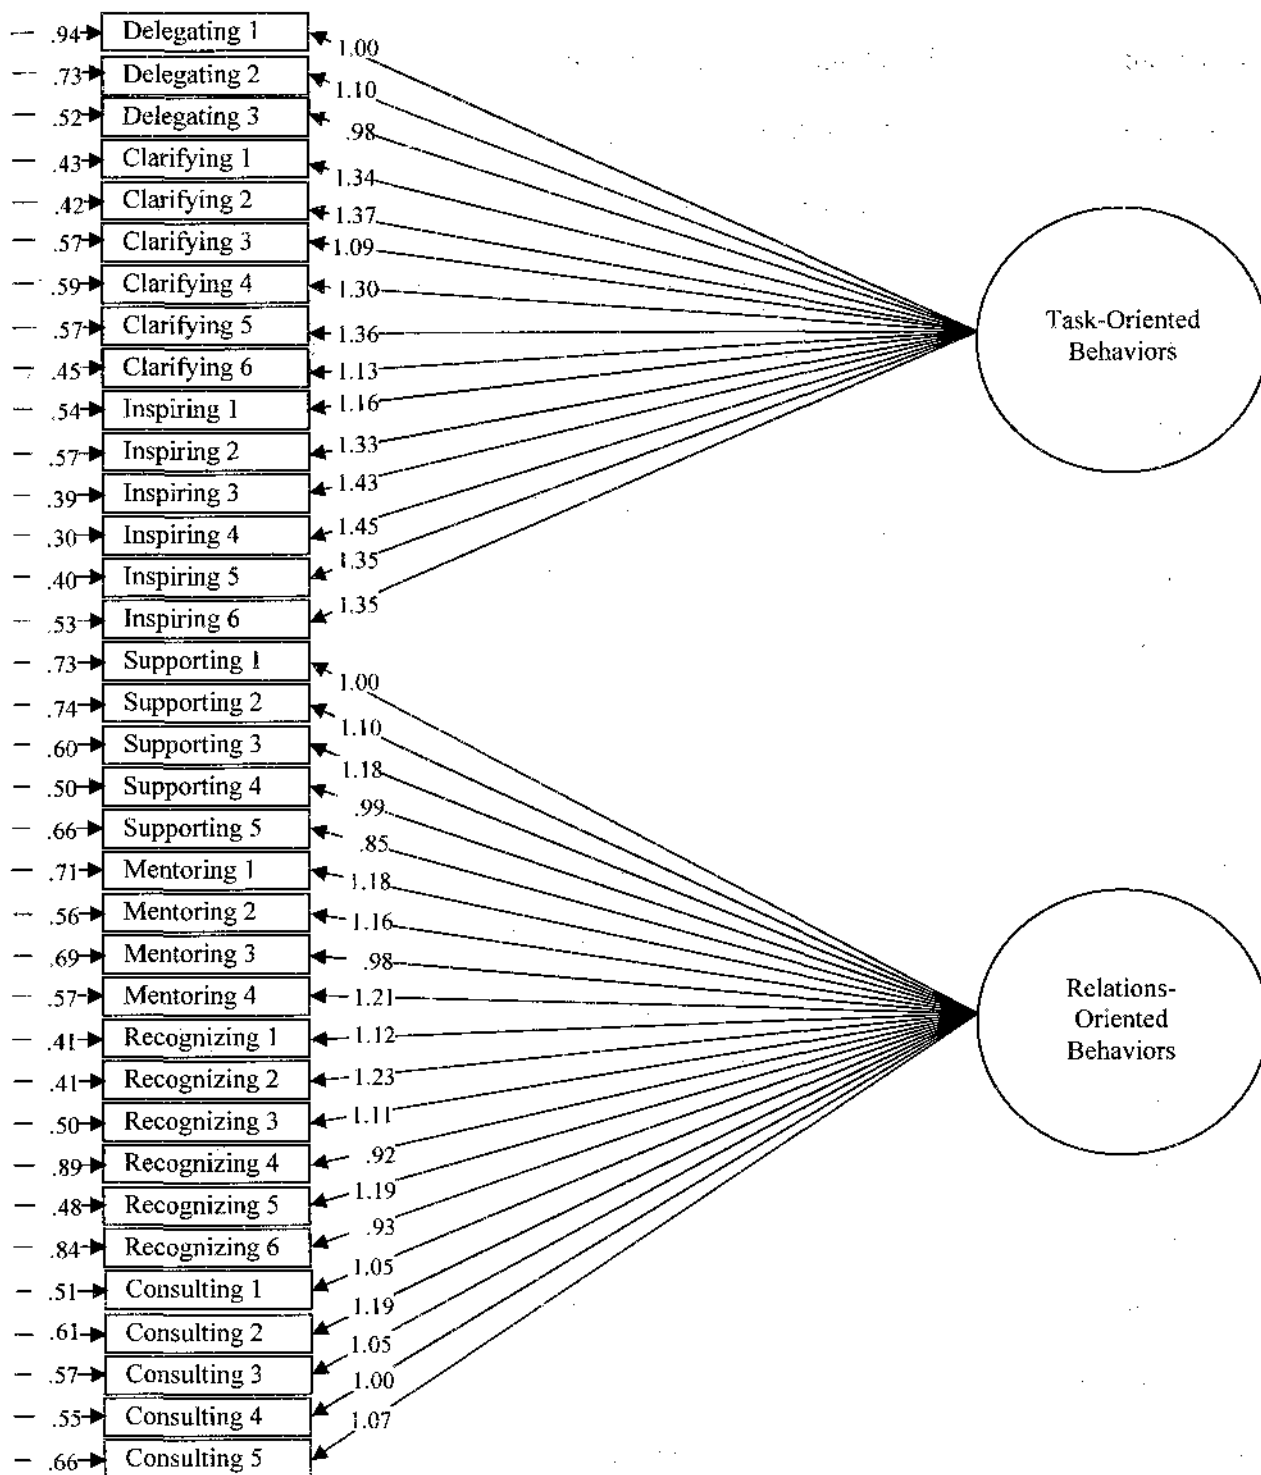 .94 Delegating 1 1.00
.73 Delegating 2 1.10
.52 Delegating 3 .98
.43 Clarifying 1 1.34
.42 Clarifying 2 1.37
.57 Clarifying 3 1.09
.59 Clarifying 4 1.30
.57 Clarifying 5 1.36
.45 Clarifying 6 1.13
.54 Inspiring 1 1.16
.57 Inspiring 2 1.33
.39 Inspiring 3 1.43
.30 Inspiring 4 1.45
.40 Inspiring 5 1.35
.53 Inspiring 6 1.35
Task-Oriented
Behaviors
.73 Supporting 1 1.00
.74 Supporting 2 1.10
.60 Supporting 3 1.18
.50 Supporting 4 .99
.66 Supporting 5 .85
.71 Mentoring 1 1.18
.56 Mentoring 2 1.16
.69 Mentoring 3 .98
.57 Mentoring 4 1.21
.41 Recognizing 1 1.12
.41 Recognizing 2 1.23
.50 Recognizing 3 1.11
.89 Recognizing 4 .92
.48 Recognizing 5 1.19
.84 Recognizing 6 .93
.51 Consulting 1 1.05
.61 Consulting 2 1.19
.57 Consulting 3 1.05
.55 Consulting 4 1.00
.66 Consulting 5 1.07
Relations-
Oriented
Behaviors